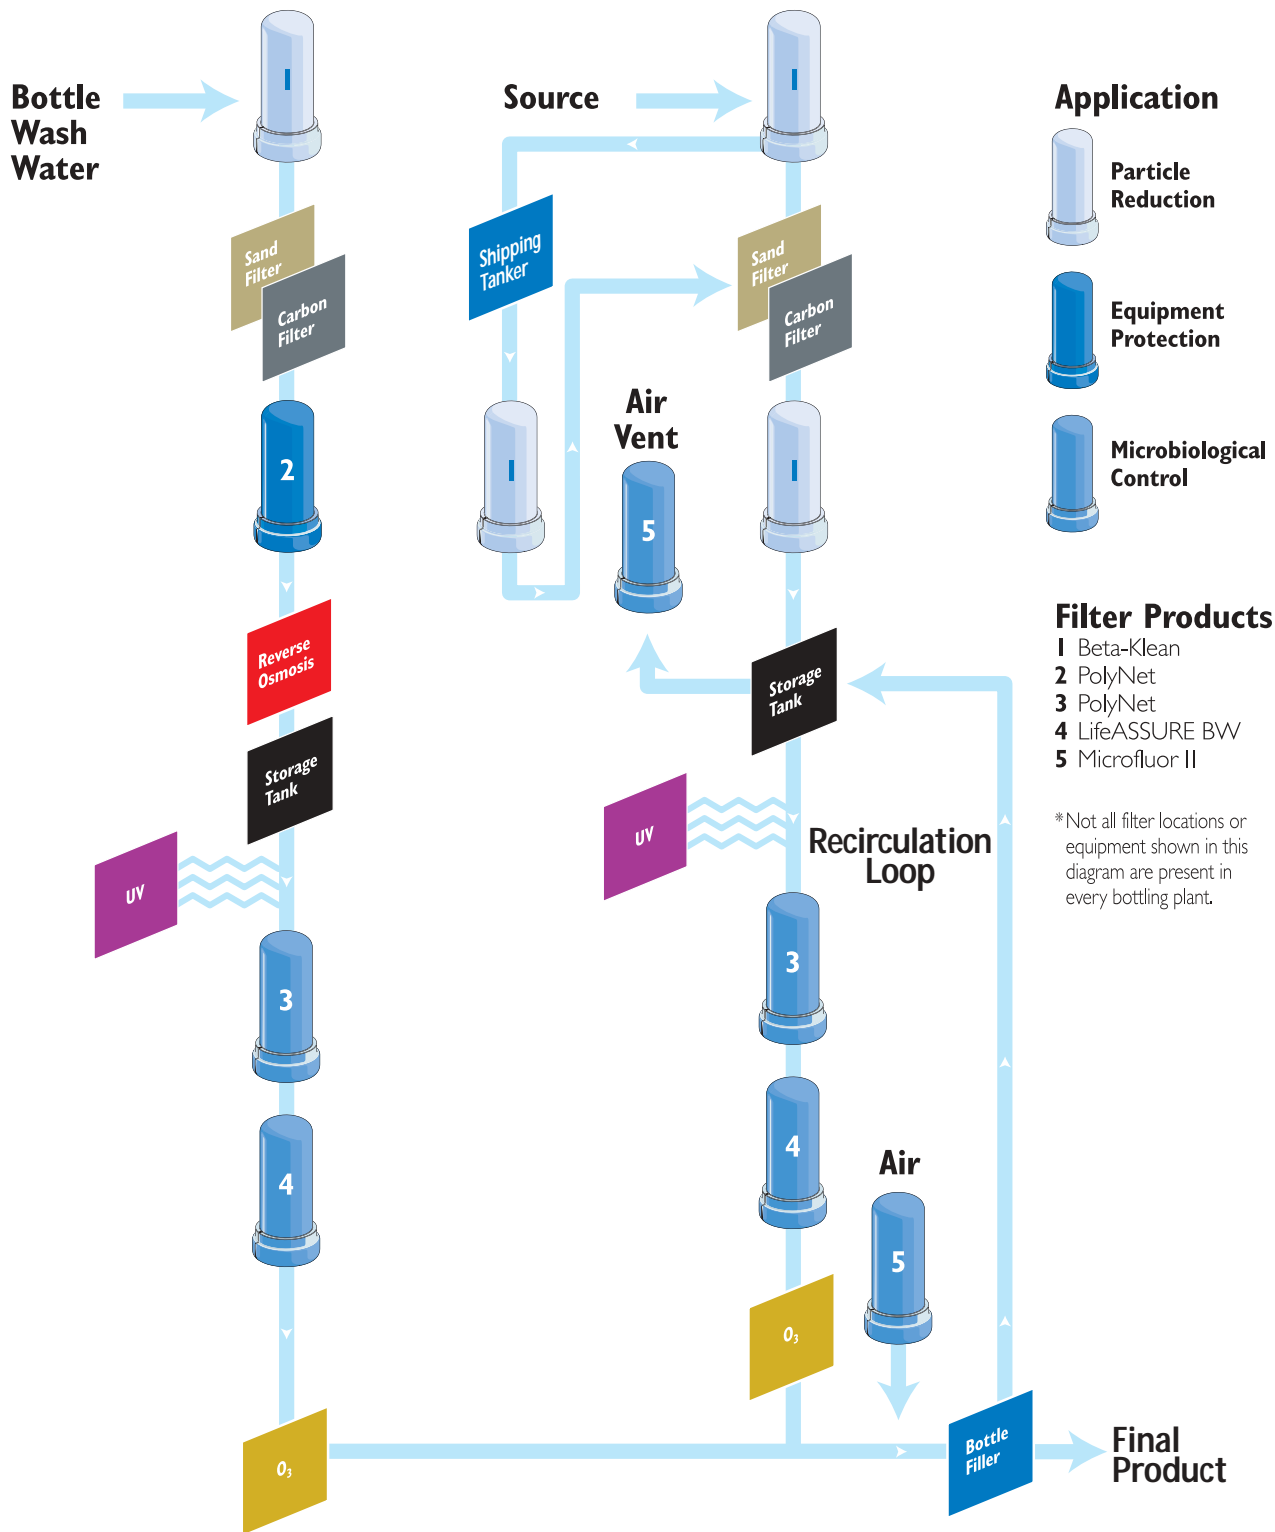 Bottle
Wash
Water
1
Sand
Filter
Carbon
Filter
2
Reverse
Osmosis
Storage
Tank
UV
3
4
O₃
Source
1
Shipping
Tanker
1
Sand
Filter
Carbon
Filter
1
Air
Vent
5
Storage
Tank
UV
Recirculation
Loop
3
4
O₃
Air
5
Bottle
Filler
Final
Product
Application
Particle
Reduction
Equipment
Protection
Microbiological
Control
Filter Products
1 Beta-Klean
2 PolyNet
3 PolyNet
4 LifeASSURE BW
5 Microfluor II
*Not all filter locations or
equipment shown in this
diagram are present in
every bottling plant.